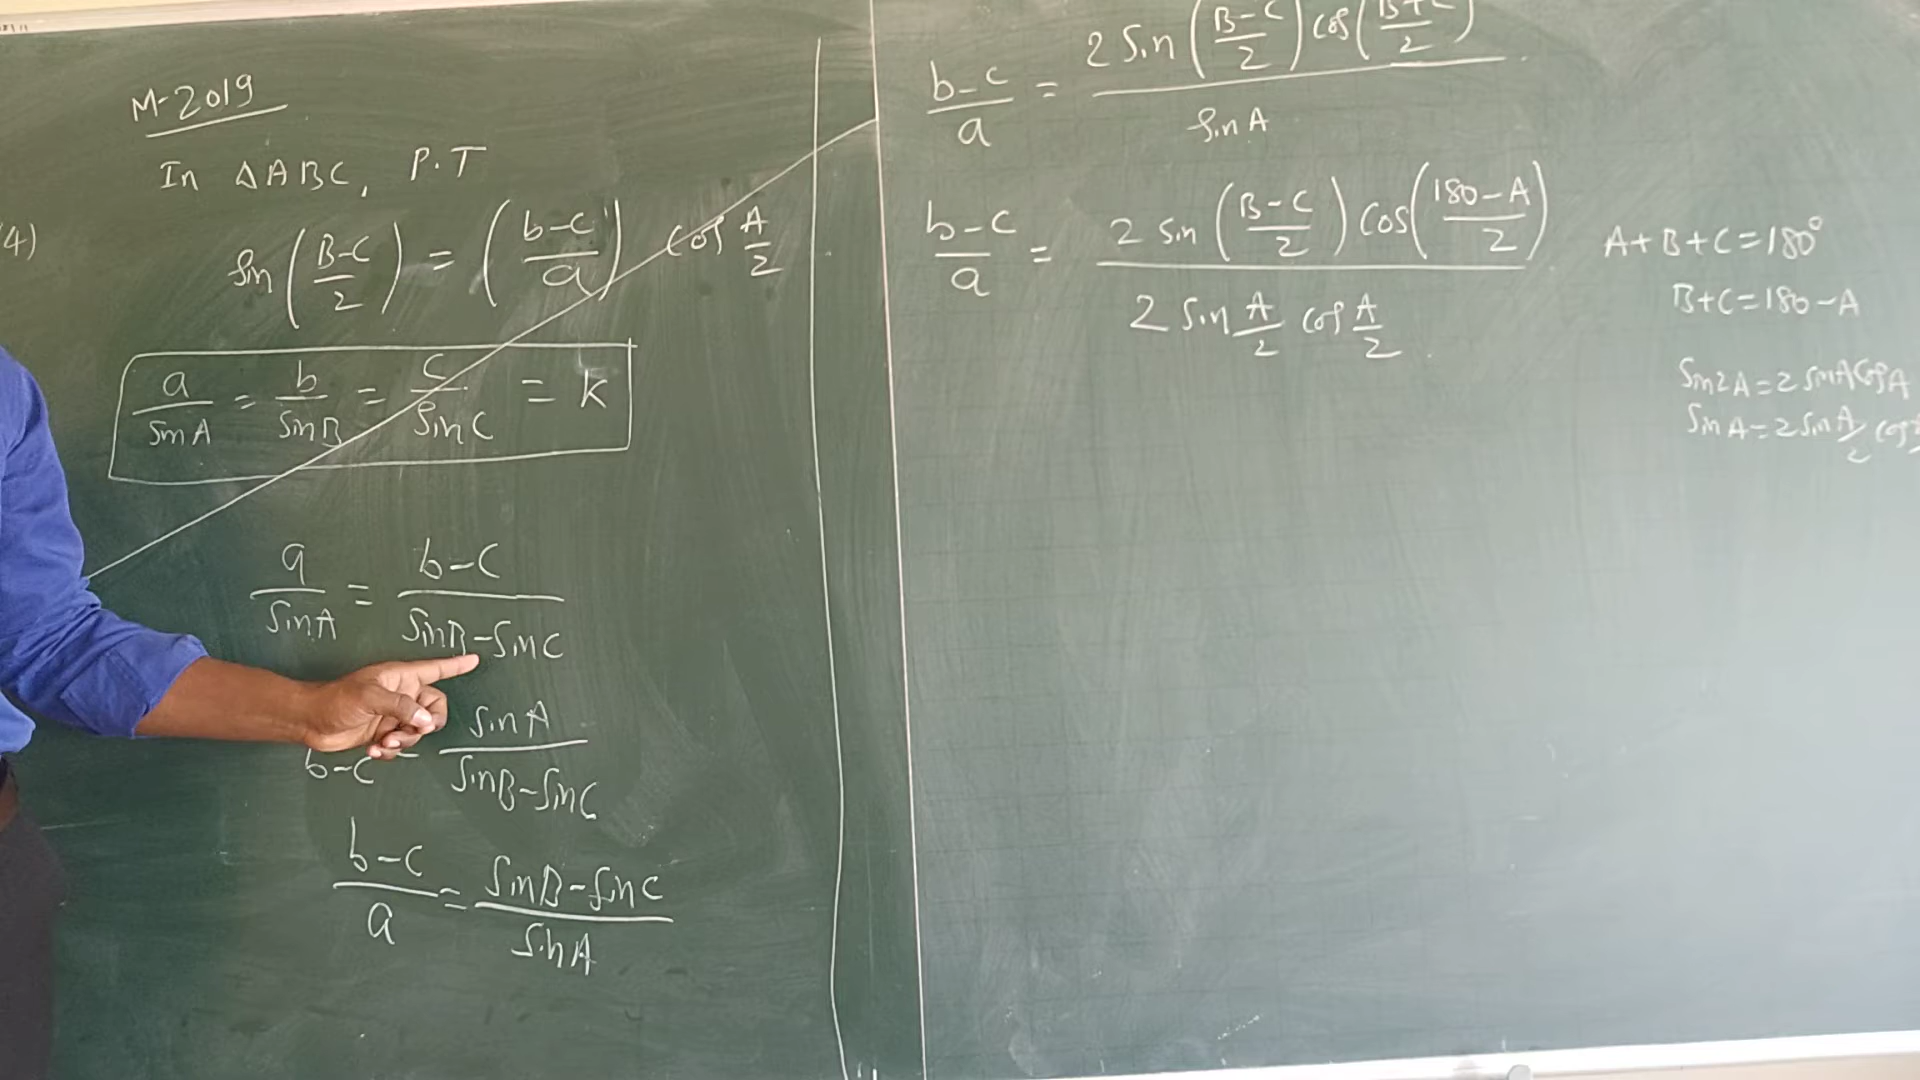 M-2019
In ΔABC, P.T
4)
sin((B-C)/2) = ((b-c)/a) cos A/2
a/sinA = b/sinB = c/sinC = k
a/sinA = (b-c)/(sinB-sinC)
b-c = sinA/(sinB-sinC)
(b-c)/a = (sinB-sinC)/sinA
(b-c)/a = 2 sin((B-C)/2) cos((B+C)/2) / sinA
(b-c)/a = 2 sin((B-C)/2) cos((180-A)/2) / 2 sin A/2 cos A/2
A+B+C=180°
B+C=180-A
Sin2A=2 sinA cosA
sinA=2 sin A/2 cos